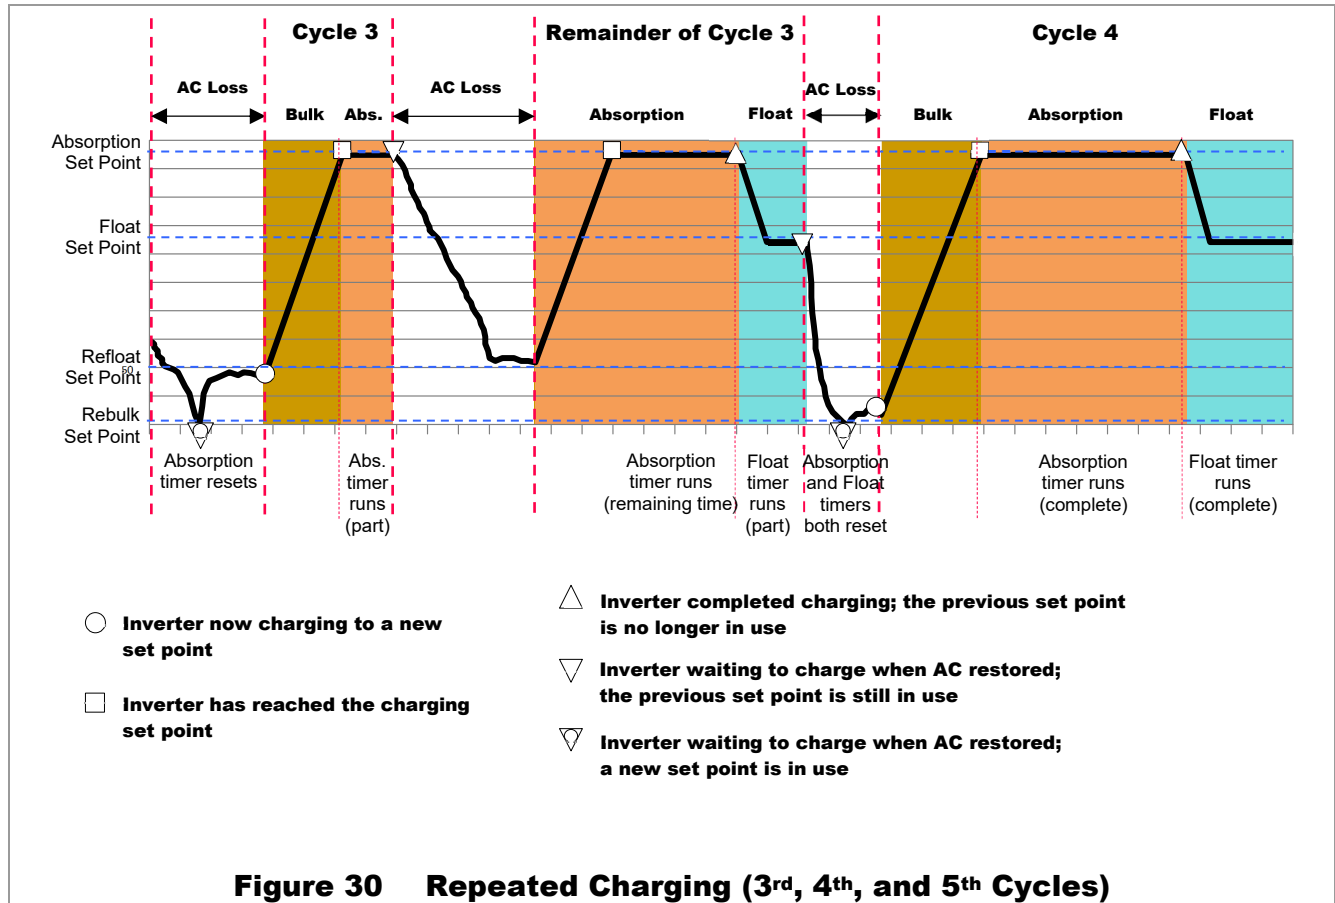 Cycle 3
Remainder of Cycle 3
Cycle 4
AC Loss
AC Loss
AC Loss
Bulk
Abs.
Absorption
Float
Bulk
Absorption
Float
Absorption
Set Point
Float
Set Point
Refloat
Set Point
60
Rebulk
Set Point
Absorption
timer resets
Abs.
timer
runs
(part)
Absorption
timer runs
(remaining time)
Float
timer
runs
(part)
Absorption
and Float
timers
both reset
Absorption
timer runs
(complete)
Float timer
runs
(complete)
Inverter now charging to a new
set point
Inverter has reached the charging
set point
Inverter completed charging; the previous set point
is no longer in use
Inverter waiting to charge when AC restored;
the previous set point is still in use
Inverter waiting to charge when AC restored;
a new set point is in use
Figure 30 Repeated Charging (3rd, 4th, and 5th Cycles)